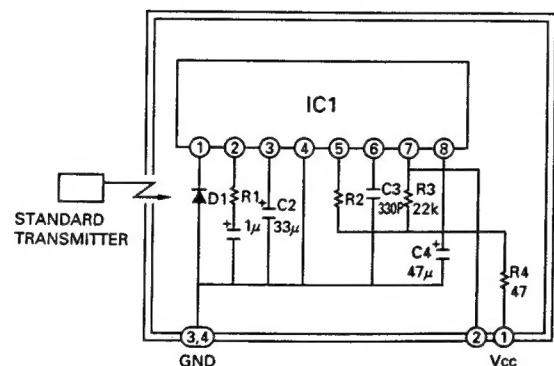 IC1
1 2 3 4 5 6 7 8
D1
R1
+
1μ
+
C2
33μ
R2
C3
330P
R3
22k
C4
+
47μ
R4
47
STANDARD
TRANSMITTER
3,4
2
1
GND
Vcc